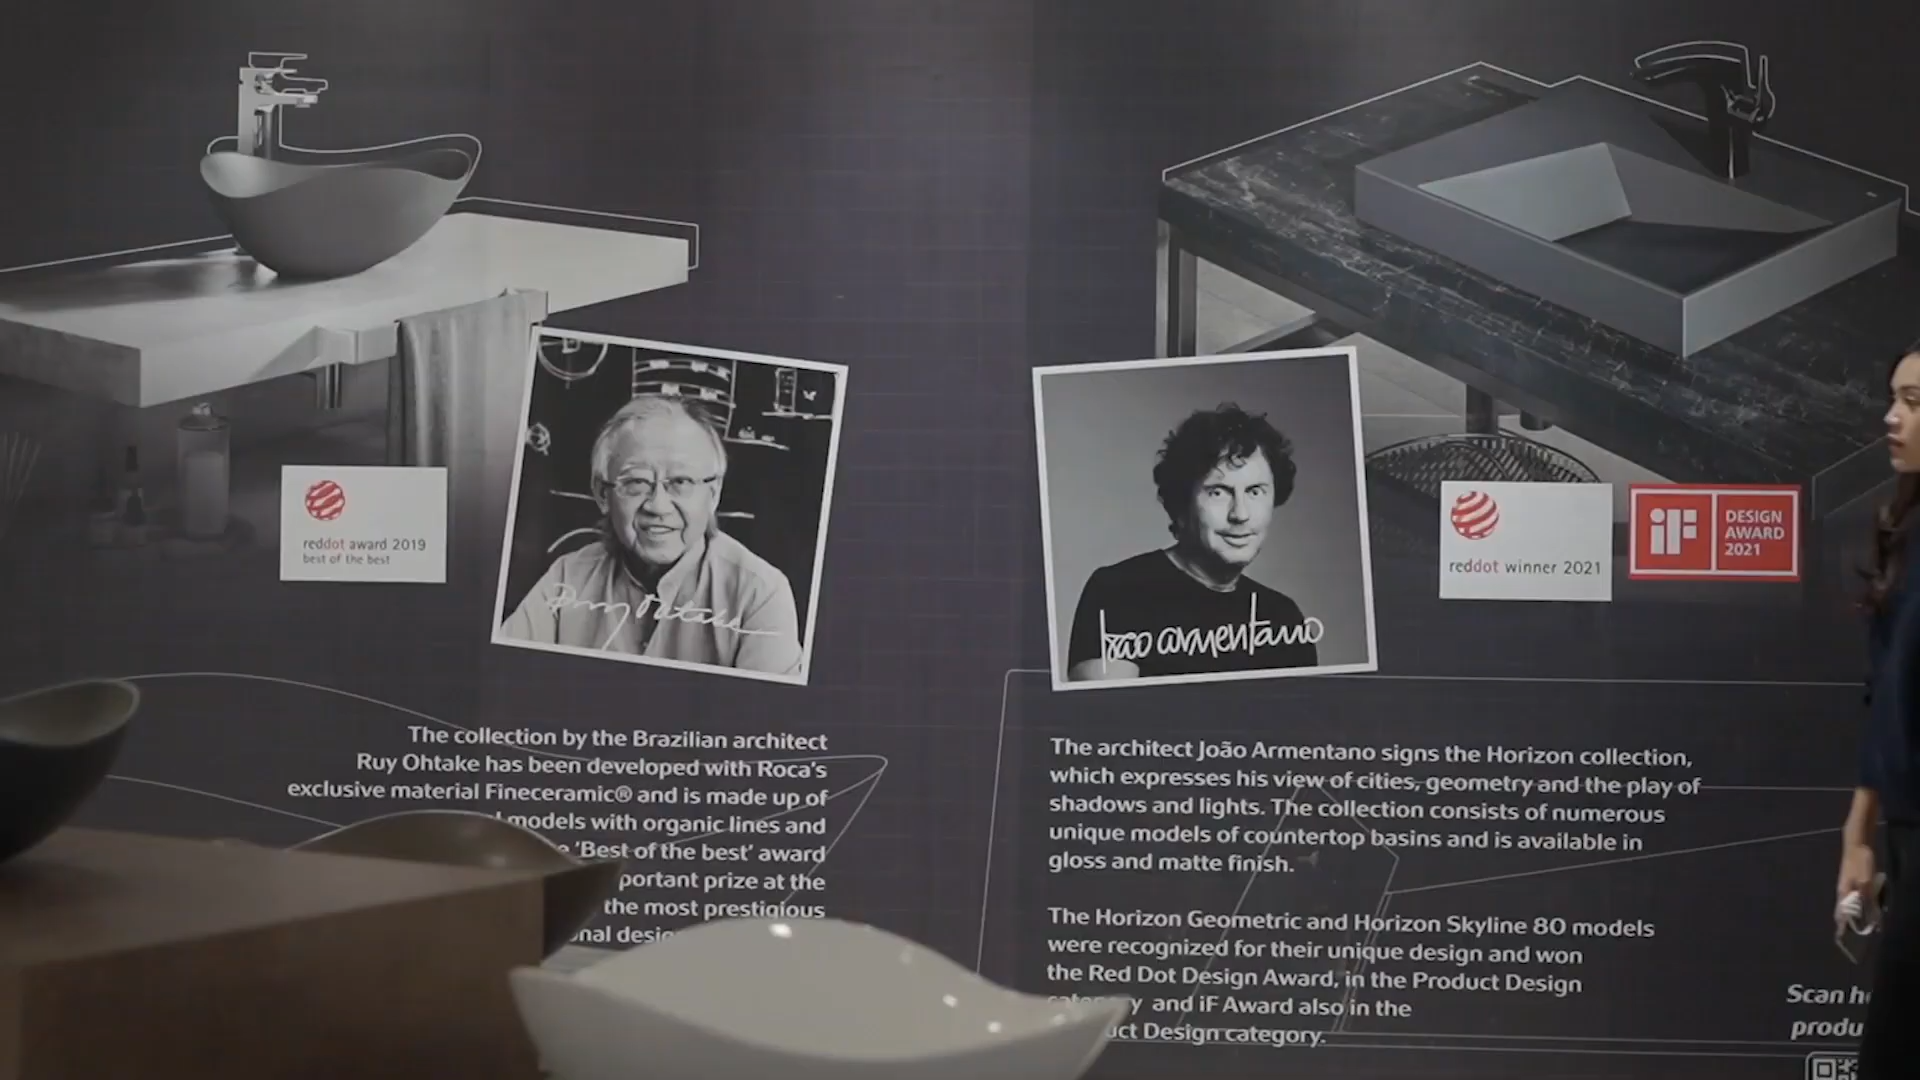 reddot award 2019
best of the best
Ruy Ohtake
The collection by the Brazilian architect
Ruy Ohtake has been developed with Roca's
exclusive material Fineceramic® and is made up of
models with organic lines and
'Best of the best' award
prize at the
the most prestigious
joao armentano
reddot winner 2021
iF
DESIGN
AWARD
2021
The architect João Armentano signs the Horizon collection,
which expresses his view of cities, geometry and the play of
shadows and lights. The collection consists of numerous
unique models of countertop basins and is available in
gloss and matte finish.
The Horizon Geometric and Horizon Skyline 80 models
were recognized for their unique design and won
the Red Dot Design Award, in the Product Design
category and iF Award also in the
Design category.
Scan